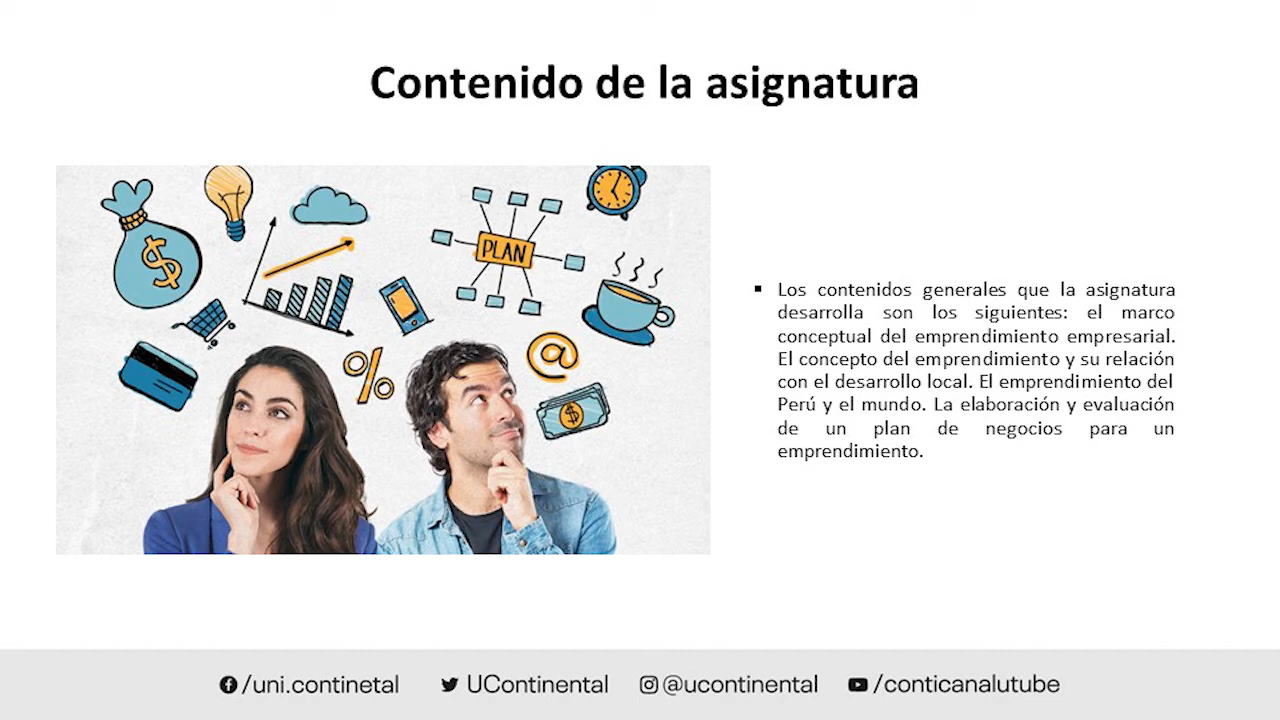 Contenido de la asignatura
PLAN
▪ Los contenidos generales que la asignatura
desarrolla son los siguientes: el marco
conceptual del emprendimiento empresarial.
El concepto del emprendimiento y su relación
con el desarrollo local. El emprendimiento del
Perú y el mundo. La elaboración y evaluación
de un plan de negocios para un
emprendimiento.
/uni.continetal UContinental @ucontinental /conticanalutube